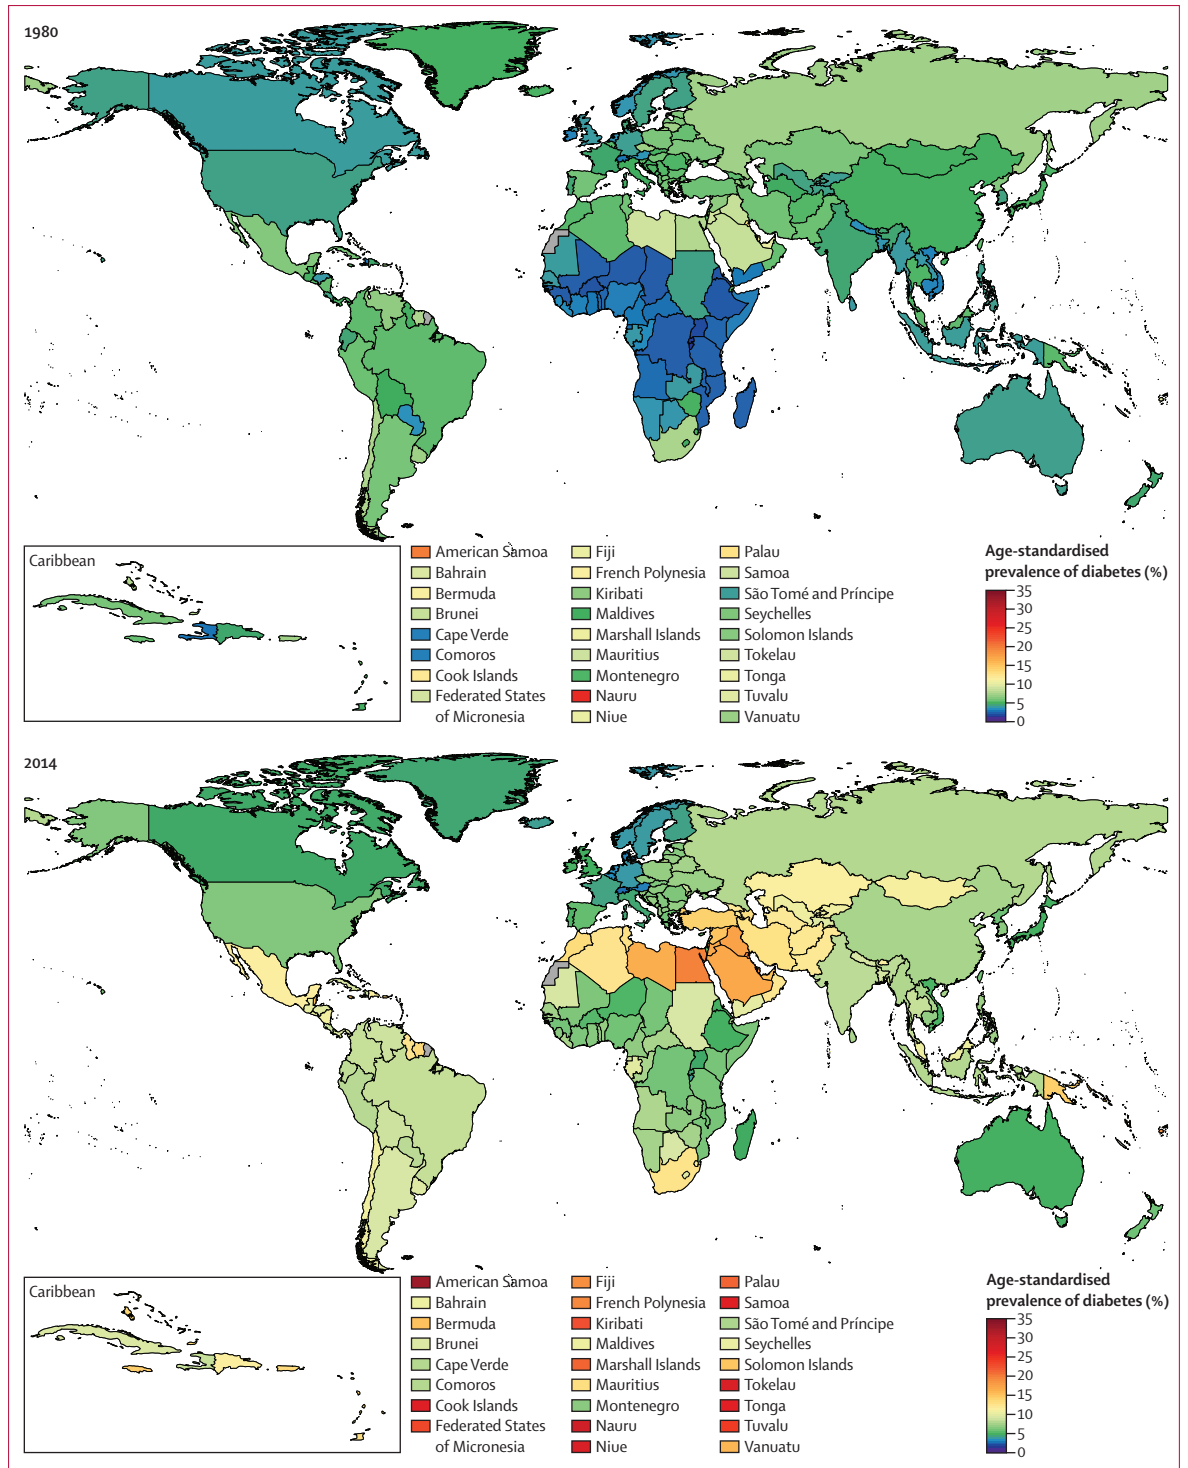 1980
Caribbean
American Samoa
Bahrain
Bermuda
Brunei
Cape Verde
Comoros
Cook Islands
Federated States
of Micronesia
Fiji
French Polynesia
Kiribati
Maldives
Marshall Islands
Mauritius
Montenegro
Nauru
Niue
Palau
Samoa
São Tomé and Príncipe
Seychelles
Solomon Islands
Tokelau
Tonga
Tuvalu
Vanuatu
Age-standardised
prevalence of diabetes (%)
35
30
25
20
15
10
5
0
2014
Caribbean
American Samoa
Bahrain
Bermuda
Brunei
Cape Verde
Comoros
Cook Islands
Federated States
of Micronesia
Fiji
French Polynesia
Kiribati
Maldives
Marshall Islands
Mauritius
Montenegro
Nauru
Niue
Palau
Samoa
São Tomé and Príncipe
Seychelles
Solomon Islands
Tokelau
Tonga
Tuvalu
Vanuatu
Age-standardised
prevalence of diabetes (%)
35
30
25
20
15
10
5
0